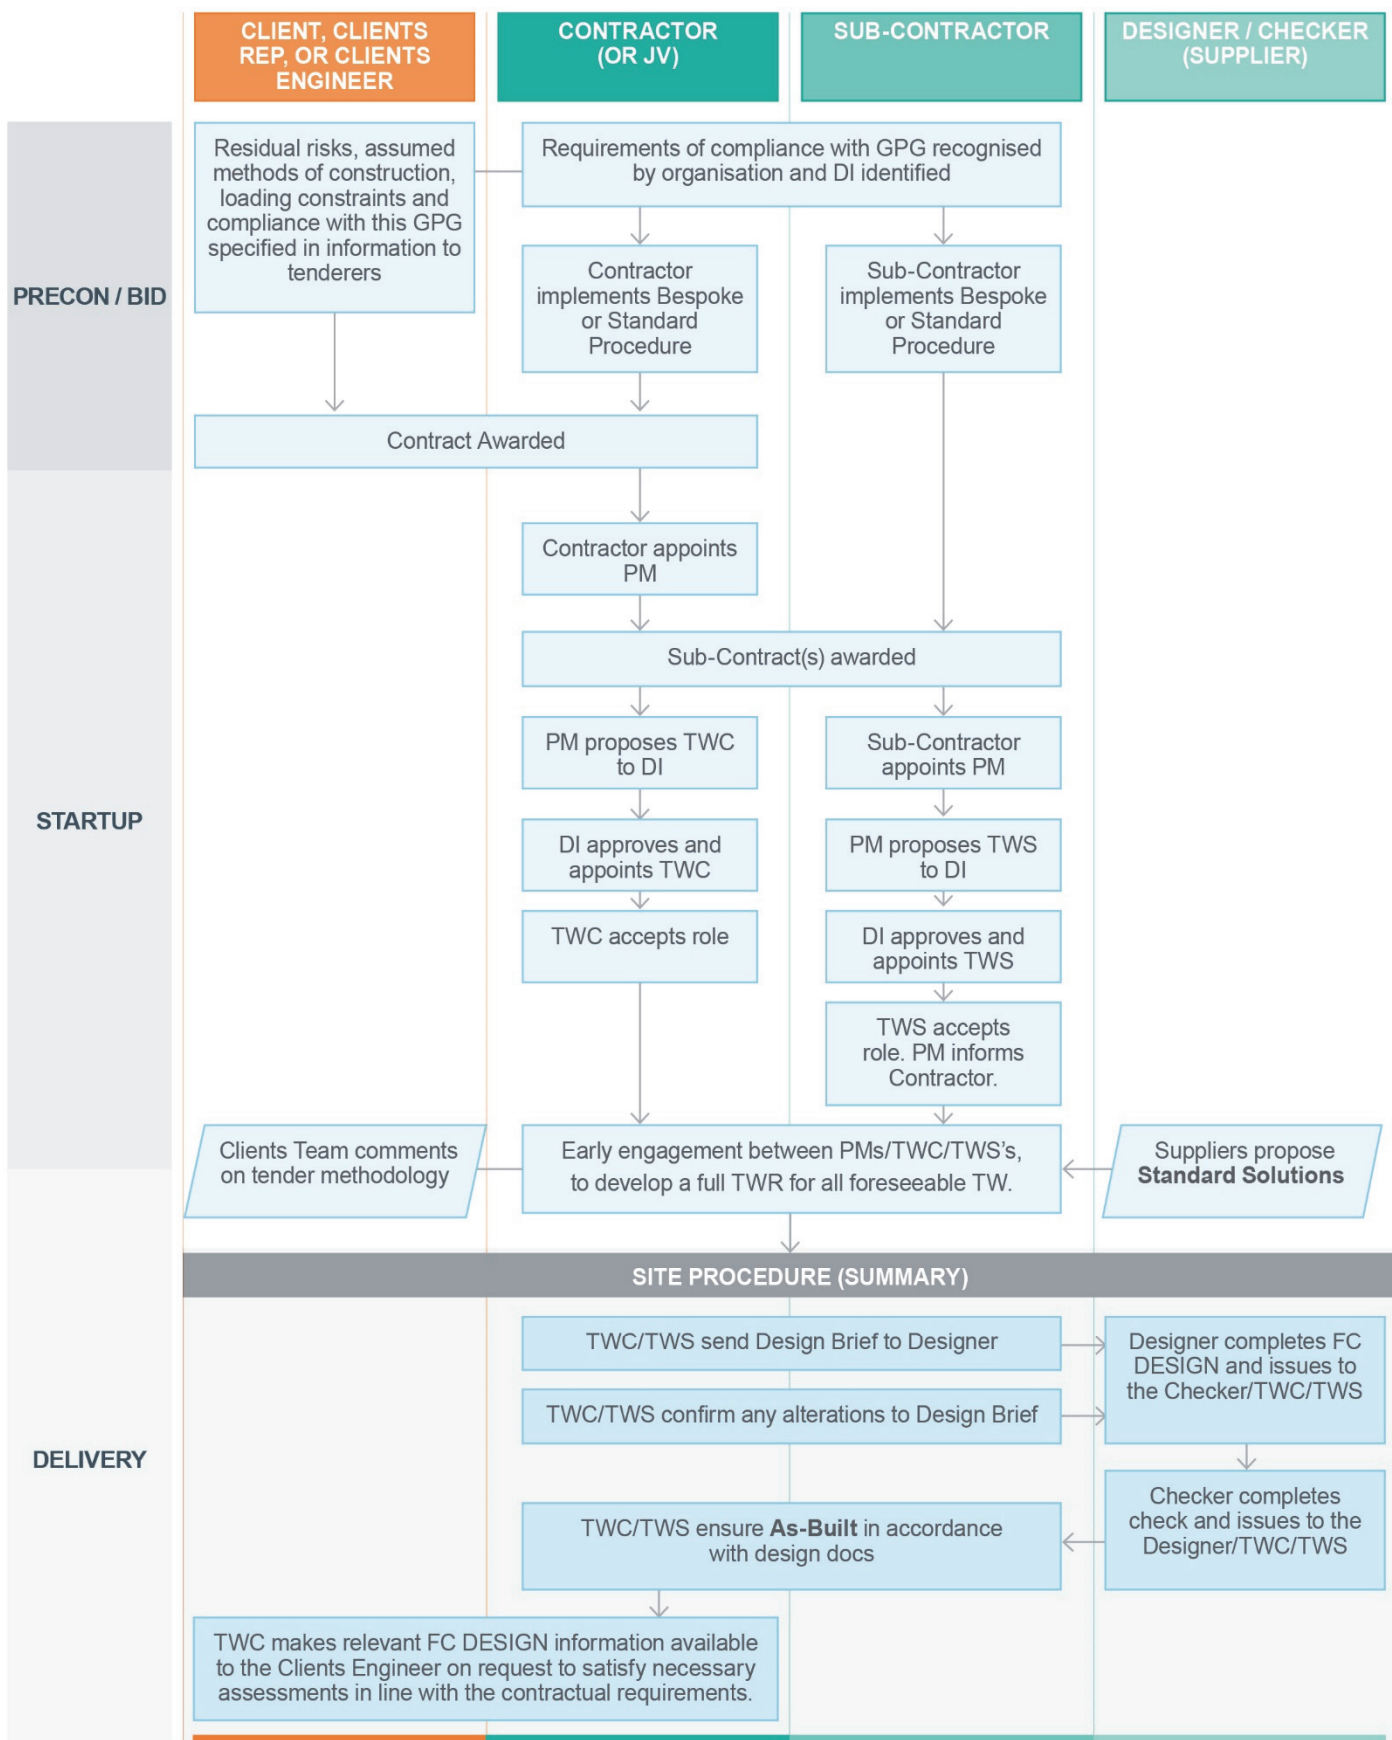 CLIENT, CLIENTS
REP, OR CLIENTS
ENGINEER
CONTRACTOR
(OR JV)
SUB-CONTRACTOR
DESIGNER / CHECKER
(SUPPLIER)
PRECON / BID
Residual risks, assumed
methods of construction,
loading constraints and
compliance with this GPG
specified in information to
tenderers
Requirements of compliance with GPG recognised
by organisation and DI identified
Contractor
implements Bespoke
or Standard
Procedure
Sub-Contractor
implements Bespoke
or Standard
Procedure
Contract Awarded
STARTUP
Contractor appoints
PM
Sub-Contract(s) awarded
PM proposes TWC
to DI
Sub-Contractor
appoints PM
DI approves and
appoints TWC
PM proposes TWS
to DI
TWC accepts role
DI approves and
appoints TWS
TWS accepts
role. PM informs
Contractor.
Clients Team comments
on tender methodology
Early engagement between PMs/TWC/TWS's,
to develop a full TWR for all foreseeable TW.
Suppliers propose
Standard Solutions
DELIVERY
SITE PROCEDURE (SUMMARY)
TWC/TWS send Design Brief to Designer
TWC/TWS confirm any alterations to Design Brief
Designer completes FC
DESIGN and issues to
the Checker/TWC/TWS
Checker completes
check and issues to the
Designer/TWC/TWS
TWC/TWS ensure As-Built in accordance
with design docs
TWC makes relevant FC DESIGN information available
to the Clients Engineer on request to satisfy necessary
assessments in line with the contractual requirements.